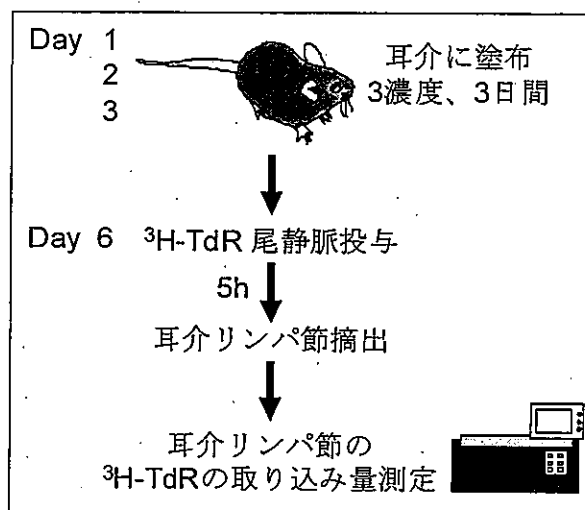 Day 1
2
3
耳介に塗布
3濃度、3日間
Day 6 ³H-TdR 尾静脈投与
5h
耳介リンパ節摘出
耳介リンパ節の
³H-TdRの取り込み量測定